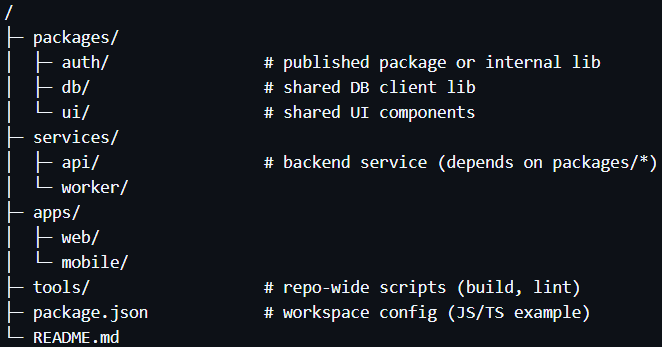 /
├─ packages/
│  ├─ auth/               # published package or internal lib
│  ├─ db/                 # shared DB client lib
│  └─ ui/                 # shared UI components
├─ services/
│  ├─ api/                # backend service (depends on packages/*)
│  └─ worker/
├─ apps/
│  ├─ web/
│  └─ mobile/
├─ tools/                 # repo-wide scripts (build, lint)
├─ package.json           # workspace config (JS/TS example)
└─ README.md